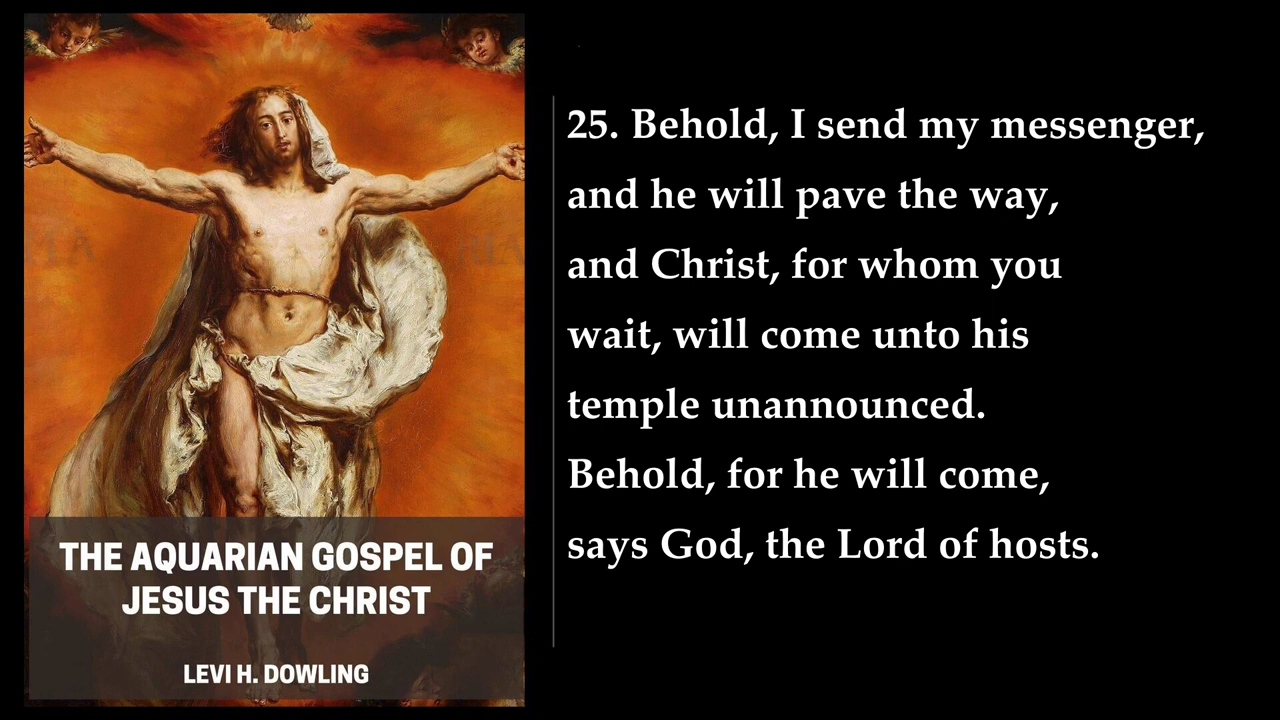 THE AQUARIAN GOSPEL OF
JESUS THE CHRIST
LEVI H. DOWLING
25. Behold, I send my messenger,
and he will pave the way,
and Christ, for whom you
wait, will come unto his
temple unannounced.
Behold, for he will come,
says God, the Lord of hosts.